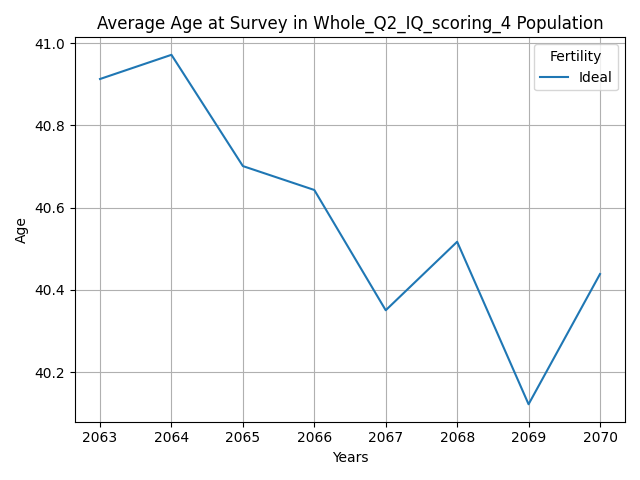 Average Age at Survey in Whole_Q2_IQ_scoring_4 Population
Fertility
Ideal
41.0
40.8
40.6
40.4
40.2
Age
2063 2064 2065 2066 2067 2068 2069 2070
Years